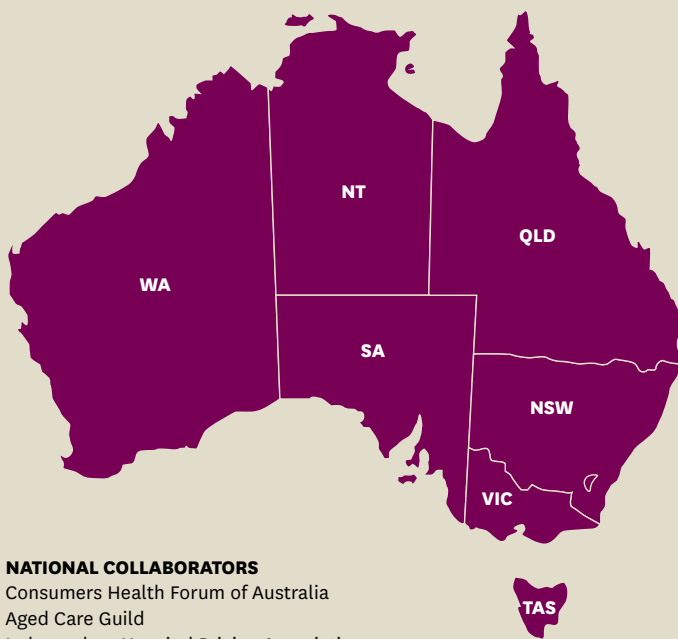 NT
QLD
WA
SA
NSW
VIC
NATIONAL COLLABORATORS
Consumers Health Forum of Australia
TAS
Aged Care Guild